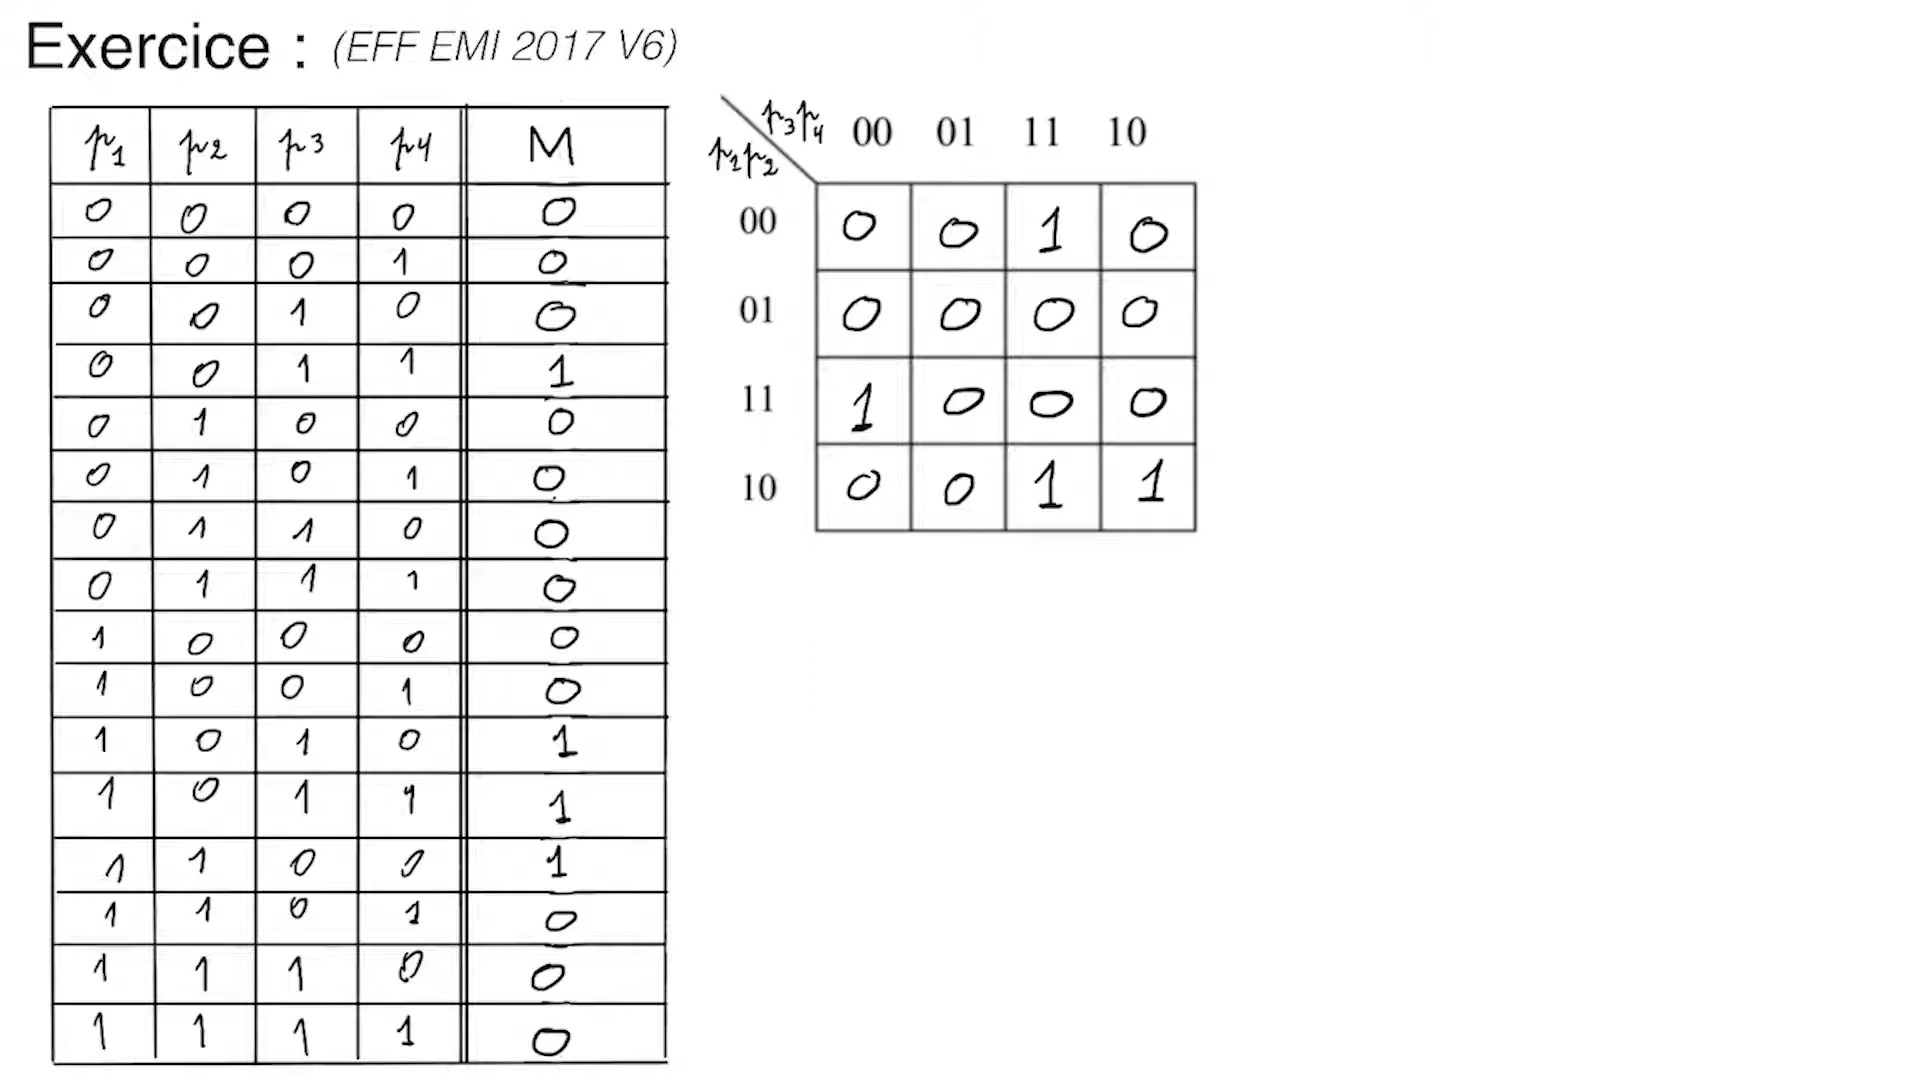 Exercice : (EFF EMI 2017 V6)
p1 p2 p3 p4 M
0 0 0 0 0
0 0 0 1 0
0 0 1 0 0
0 0 1 1 1
0 1 0 0 0
0 1 0 1 0
0 1 1 0 0
0 1 1 1 0
1 0 0 0 0
1 0 0 1 0
1 0 1 0 1
1 0 1 1 1
1 1 0 0 1
1 1 0 1 0
1 1 1 0 0
1 1 1 1 0
p3p4 00 01 11 10
p1p2
00 0 0 1 0
01 0 0 0 0
11 1 0 0 0
10 0 0 1 1